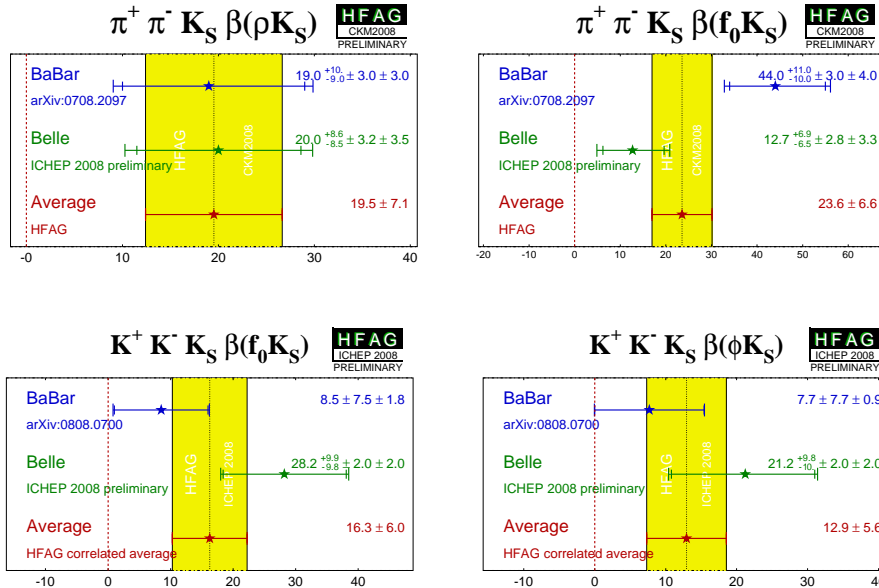 π+ π- KS β(ρKS)
HFAG
CKM2008
PRELIMINARY
BaBar
arXiv:0708.2097
19.0 +10. -9.0 ± 3.0 ± 3.0
Belle
ICHEP 2008 preliminary
20.0 +8.6 -8.5 ± 3.2 ± 3.5
Average
HFAG
19.5 ± 7.1
HFAG
CKM2008
0 10 20 30 40
π+ π- KS β(f0KS)
HFAG
CKM2008
PRELIMINARY
BaBar
arXiv:0708.2097
44.0 +11.0 -10.0 ± 3.0 ± 4.0
Belle
ICHEP 2008 preliminary
12.7 +6.9 -6.5 ± 2.8 ± 3.3
Average
HFAG
23.6 ± 6.6
HFAG
CKM2008
-20 -10 0 10 20 30 40 50 60
K+ K- KS β(f0KS)
HFAG
ICHEP 2008
PRELIMINARY
BaBar
arXiv:0808.0700
8.5 ± 7.5 ± 1.8
Belle
ICHEP 2008 preliminary
28.2 +9.9 -9.8 ± 2.0 ± 2.0
Average
HFAG correlated average
16.3 ± 6.0
HFAG
ICHEP 2008
-10 0 10 20 30 40
K+ K- KS β(ϕKS)
HFAG
ICHEP 2008
PRELIMINARY
BaBar
arXiv:0808.0700
7.7 ± 7.7 ± 0.9
Belle
ICHEP 2008 preliminary
21.2 +9.8 -10. ± 2.0 ± 2.0
Average
HFAG correlated average
12.9 ± 5.6
HFAG
ICHEP 2008
-10 0 10 20 30 40